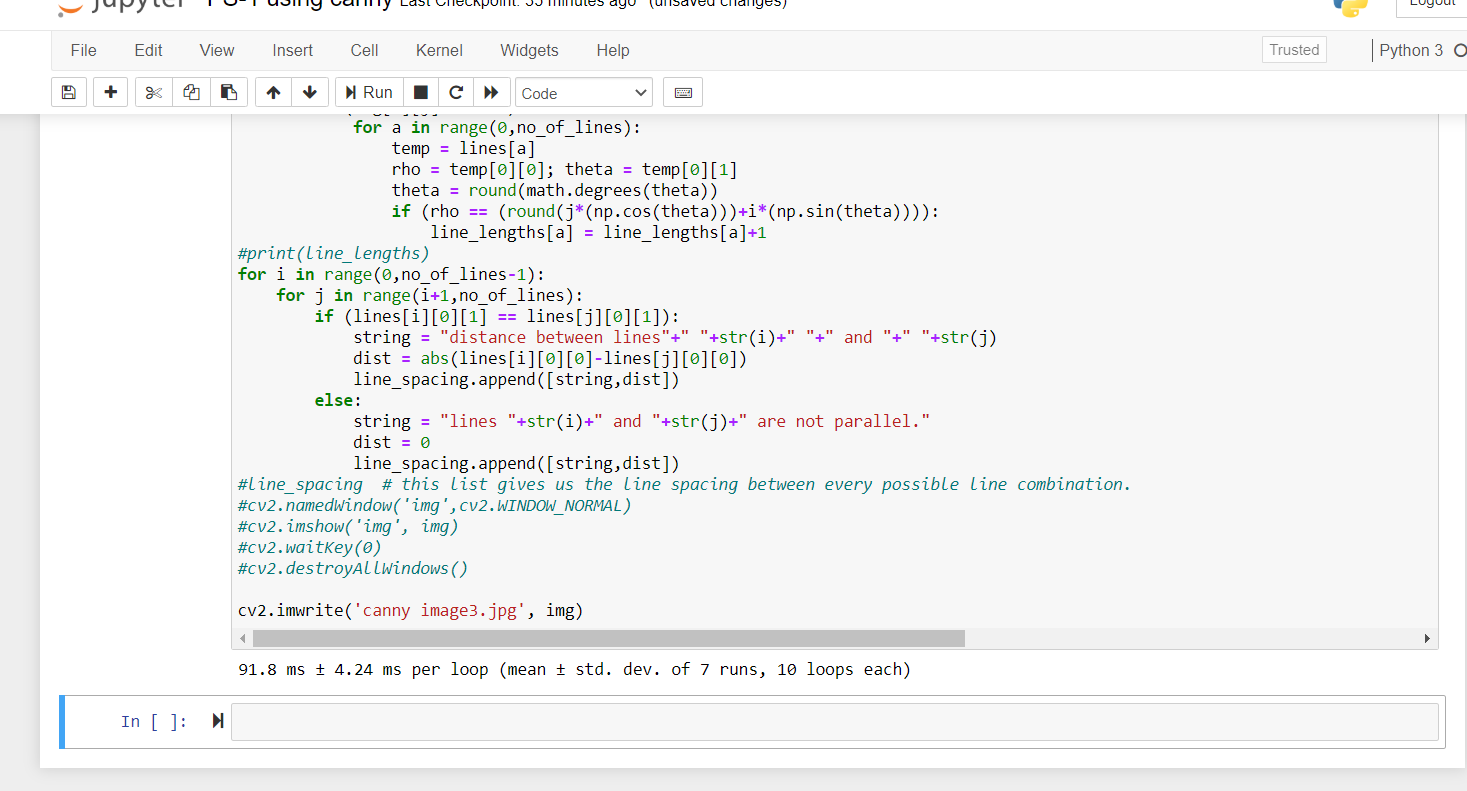 jupyter PS-1 using canny Last Checkpoint: 55 minutes ago (unsaved changes)
Logout
File Edit View Insert Cell Kernel Widgets Help Trusted Python 3
Run Code
for a in range(0,no_of_lines):
temp = lines[a]
rho = temp[0][0]; theta = temp[0][1]
theta = round(math.degrees(theta))
if (rho == (round(j*(np.cos(theta)))+i*(np.sin(theta)))):
line_lengths[a] = line_lengths[a]+1
#print(line_lengths)
for i in range(0,no_of_lines-1):
for j in range(i+1,no_of_lines):
if (lines[i][0][1] == lines[j][0][1]):
string = "distance between lines"+" "+str(i)+" "+" and "+" "+str(j)
dist = abs(lines[i][0][0]-lines[j][0][0])
line_spacing.append([string,dist])
else:
string = "lines "+str(i)+" and "+str(j)+" are not parallel."
dist = 0
line_spacing.append([string,dist])
#line_spacing  # this list gives us the line spacing between every possible line combination.
#cv2.namedWindow('img',cv2.WINDOW_NORMAL)
#cv2.imshow('img', img)
#cv2.waitKey(0)
#cv2.destroyAllWindows()
cv2.imwrite('canny image3.jpg', img)
91.8 ms ± 4.24 ms per loop (mean ± std. dev. of 7 runs, 10 loops each)
In [ ]: